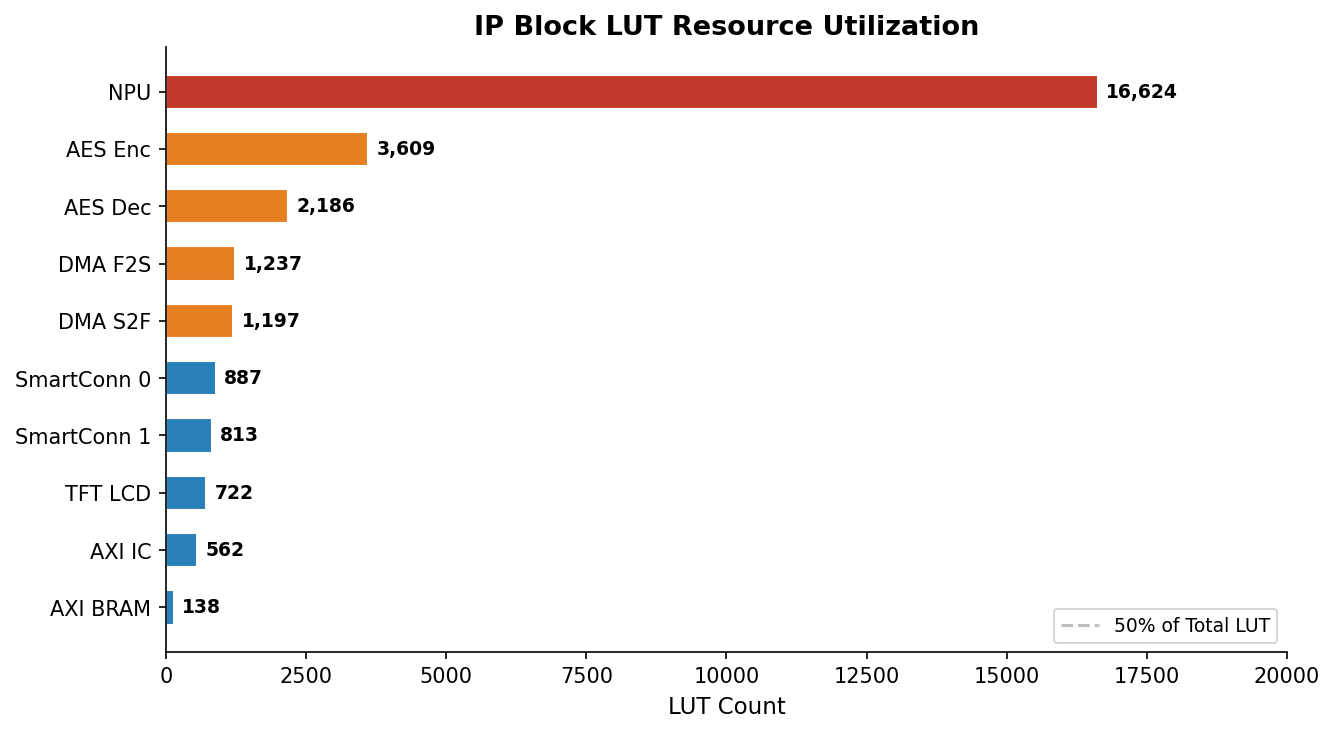 IP Block LUT Resource Utilization
NPU 16,624
AES Enc 3,609
AES Dec 2,186
DMA F2S 1,237
DMA S2F 1,197
SmartConn 0 887
SmartConn 1 813
TFT LCD 722
AXI IC 562
AXI BRAM 138
50% of Total LUT
0 2500 5000 7500 10000 12500 15000 17500 20000
LUT Count